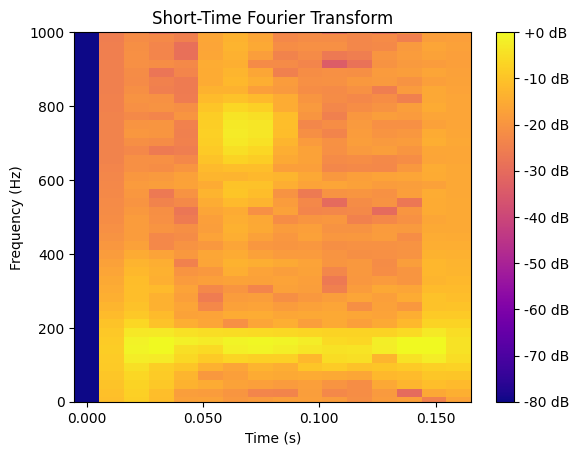 Short-Time Fourier Transform
1000
800
600
400
200
0
Frequency (Hz)
0.000
0.050
0.100
0.150
Time (s)
+0 dB
-10 dB
-20 dB
-30 dB
-40 dB
-50 dB
-60 dB
-70 dB
-80 dB